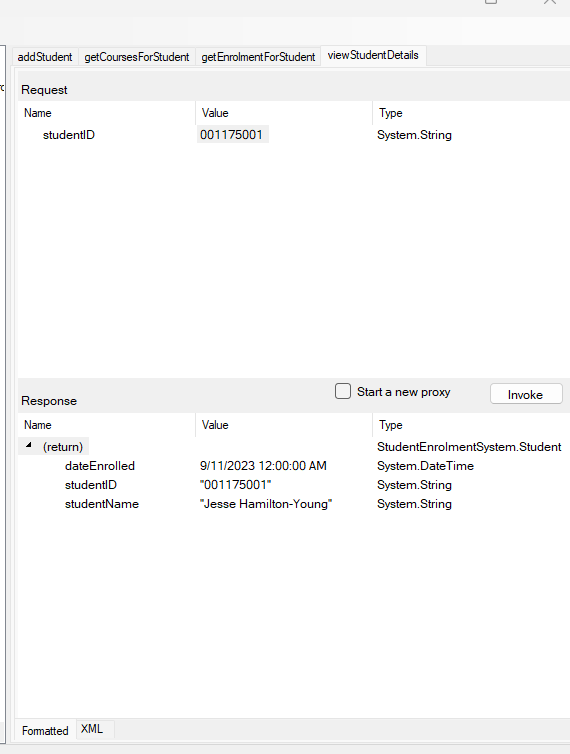 addStudent getCoursesForStudent getEnrolmentForStudent viewStudentDetails
Request
Name Value Type
studentID 001175001 System.String
Start a new proxy Invoke
Response
Name Value Type
(return) StudentEnrolmentSystem.Student
dateEnrolled 9/11/2023 12:00:00 AM System.DateTime
studentID "001175001" System.String
studentName "Jesse Hamilton-Young" System.String
Formatted XML